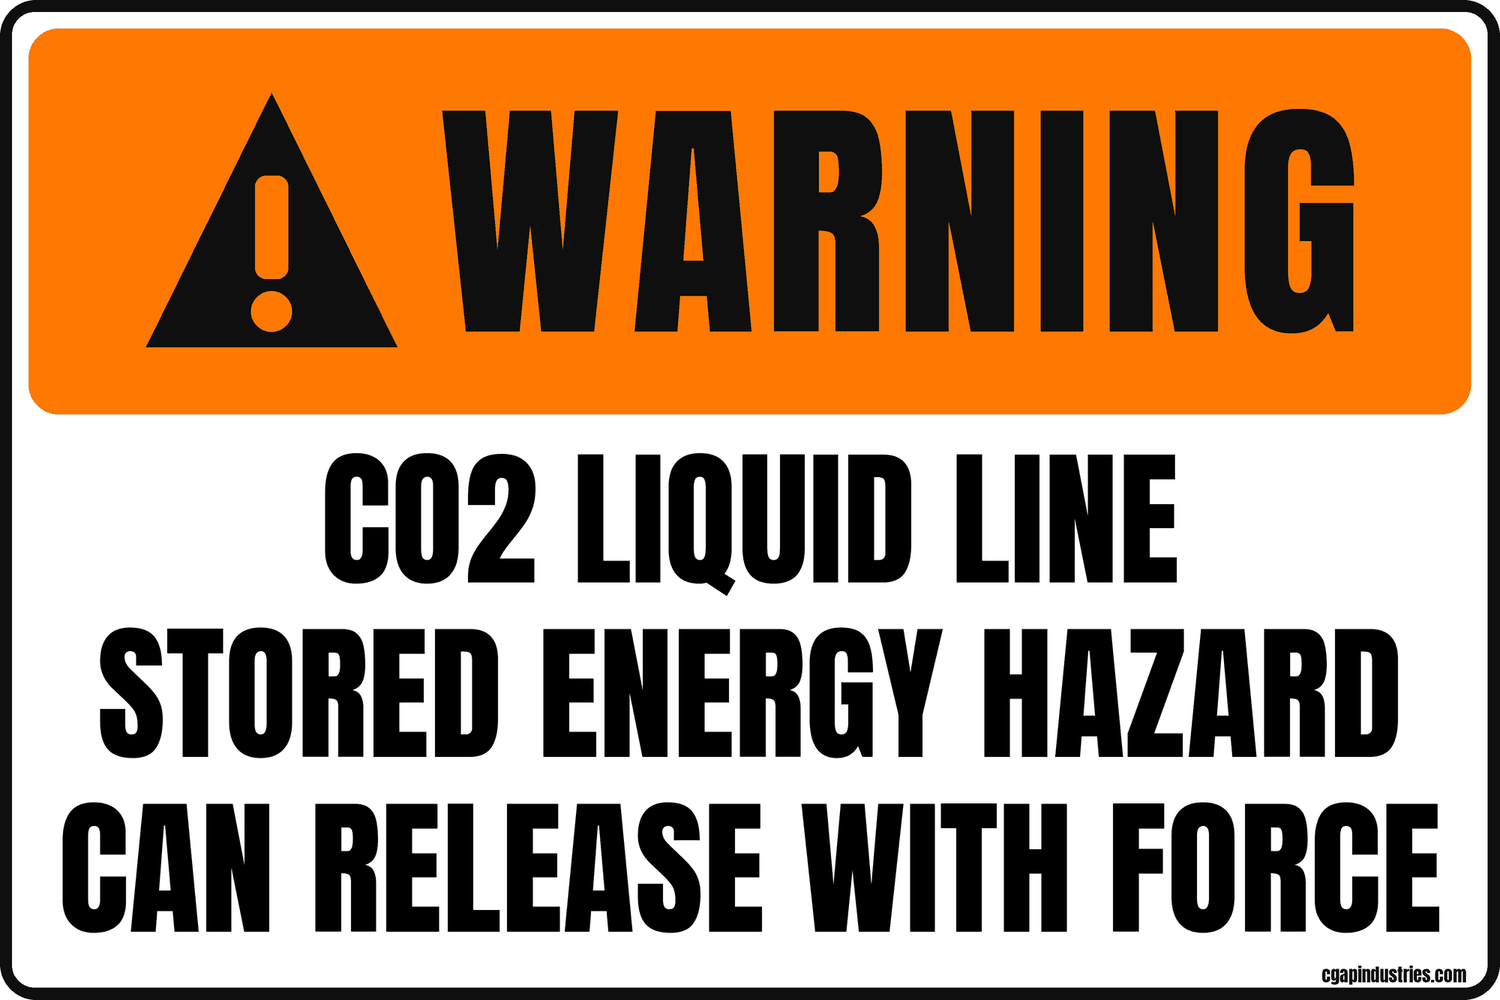 WARNING
CO2 LIQUID LINE
STORED ENERGY HAZARD
CAN RELEASE WITH FORCE
cgapindustries.com